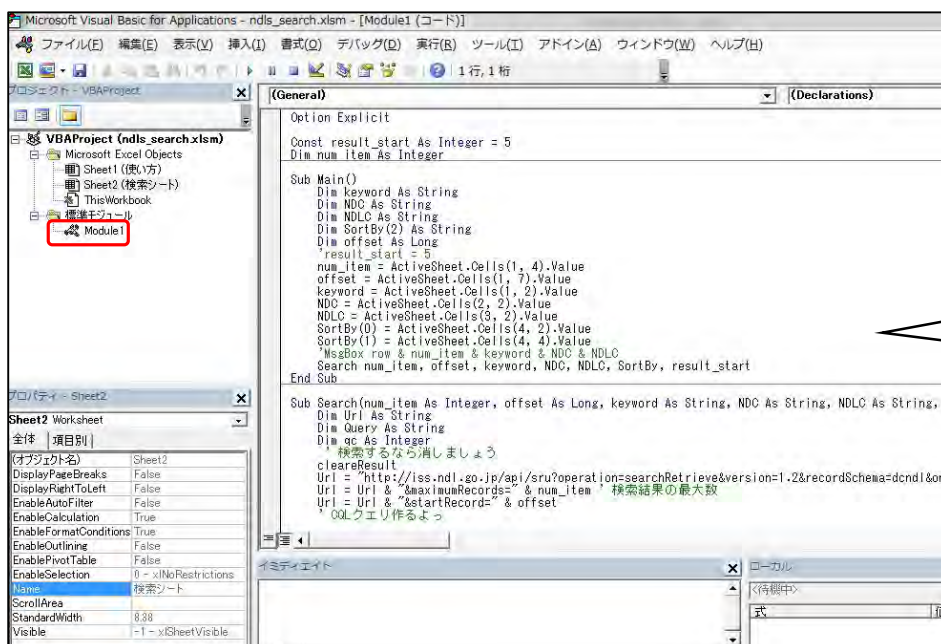 Microsoft Visual Basic for Applications - ndls_search.xlsm - [Module1 (コード)]
ファイル(F) 編集(E) 表示(V) 挿入(I) 書式(O) デバッグ(D) 実行(R) ツール(T) アドイン(A) ウィンドウ(W) ヘルプ(H)
1行, 1桁
プロジェクト - VBAProject
(General)
(Declarations)
VBAProject (ndls_search.xlsm)
Microsoft Excel Objects
Sheet1 (使い方)
Sheet2 (検索シート)
ThisWorkbook
標準モジュール
Module1
Option Explicit
Const result_start As Integer = 5
Dim num_item As Integer
Sub Main()
Dim keyword As String
Dim NDC As String
Dim NDLC As String
Dim SortBy(2) As String
Dim offset As Long
'result_start = 5
num_item = ActiveSheet.Cells(1, 4).Value
offset = ActiveSheet.Cells(1, 7).Value
keyword = ActiveSheet.Cells(1, 2).Value
NDC = ActiveSheet.Cells(2, 2).Value
NDLC = ActiveSheet.Cells(3, 2).Value
SortBy(0) = ActiveSheet.Cells(4, 2).Value
SortBy(1) = ActiveSheet.Cells(4, 4).Value
'MsgBox row & num_item & keyword & NDC & NDLC
Search num_item, offset, keyword, NDC, NDLC, SortBy, result_start
End Sub
Sub Search(num_item As Integer, offset As Long, keyword As String, NDC As String, NDLC As String,
Dim Url As String
Dim Query As String
Dim qc As Integer
' 検索するなら消しましょう
cleareResult
Url = "http://iss.ndl.go.jp/api/sru?operation=searchRetrieve&version=1.2&recordSchema=dcndl&on
Url = Url & "&maximumRecords=" & num_item ' 検索結果の最大数
Url = Url & "&startRecord=" & offset
' CQLクエリ作るよっ
プロパティ - Sheet2
Sheet2 Worksheet
全体 項目別
(オブジェクト名) Sheet2
DisplayPageBreaks False
DisplayRightToLeft False
EnableAutoFilter False
EnableCalculation True
EnableFormatConditions True
EnableOutlining False
EnablePivotTable False
EnableSelection 0 - xlNoRestrictions
Name 検索シート
ScrollArea
StandardWidth 8.38
Visible -1 - xlSheetVisible
イミディエイト
ローカル
<待機中>
式